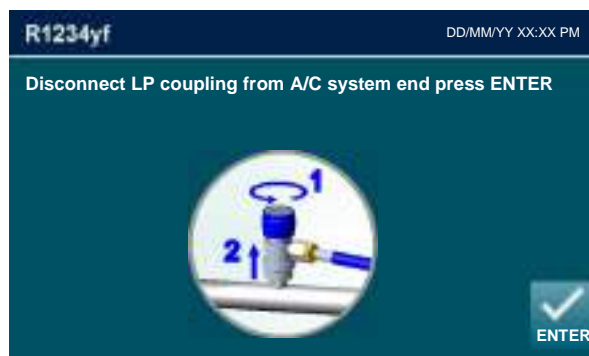 R1234yf
DD/MM/YY XX:XX PM
Disconnect LP coupling from A/C system end press ENTER
1
2
ENTER